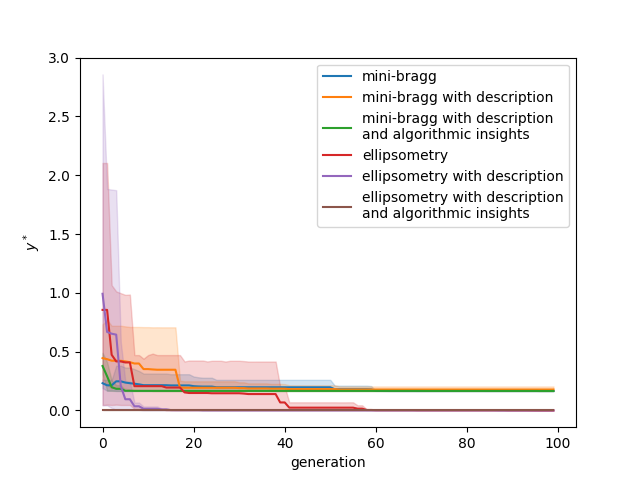 3.0
2.5
2.0
1.5
1.0
0.5
0.0
y*
0
20
40
60
80
100
generation
mini-bragg
mini-bragg with description
mini-bragg with description
and algorithmic insights
ellipsometry
ellipsometry with description
ellipsometry with description
and algorithmic insights